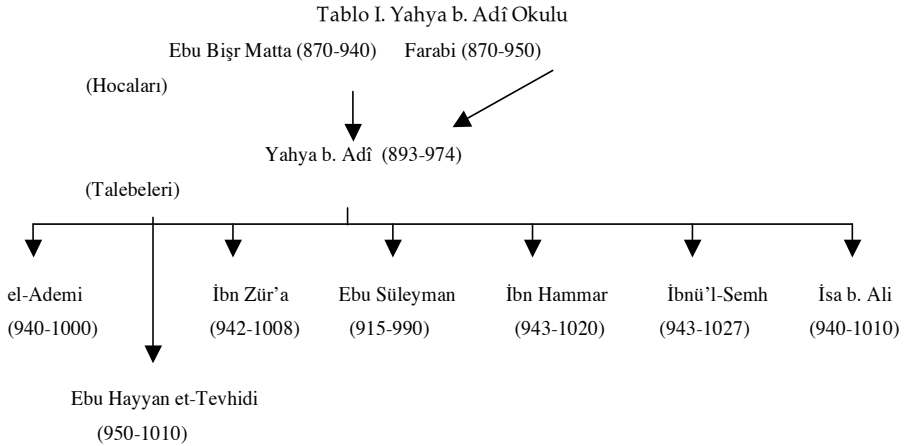 Tablo I. Yahya b. Adî Okulu
Ebu Bişr Matta (870-940) Farabi (870-950)
(Hocaları)
Yahya b. Adî (893-974)
(Talebeleri)
el-Ademi İbn Zür’a Ebu Süleyman İbn Hammar İbnü’l-Semh İsa b. Ali
(940-1000) (942-1008) (915-990) (943-1020) (943-1027) (940-1010)
Ebu Hayyan et-Tevhidi
(950-1010)